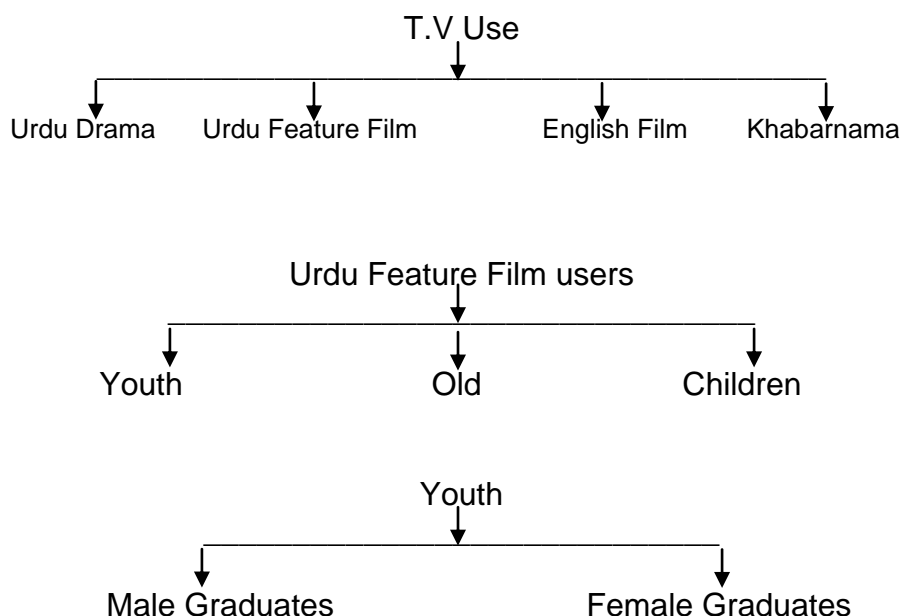 T.V Use
Urdu Drama Urdu Feature Film English Film Khabarnama
Urdu Feature Film users
Youth Old Children
Youth
Male Graduates Female Graduates